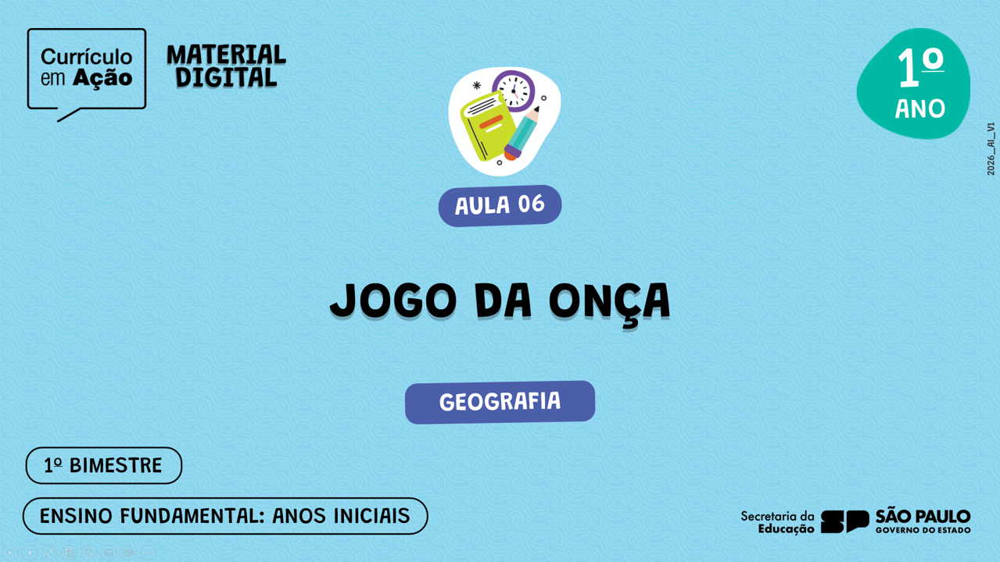 Currículo
em Ação
MATERIAL
DIGITAL
1º
ANO
2026_AI_V1
AULA 06
JOGO DA ONÇA
GEOGRAFIA
1º BIMESTRE
ENSINO FUNDAMENTAL: ANOS INICIAIS
Secretaria da
Educação
SP
SÃO PAULO
GOVERNO DO ESTADO